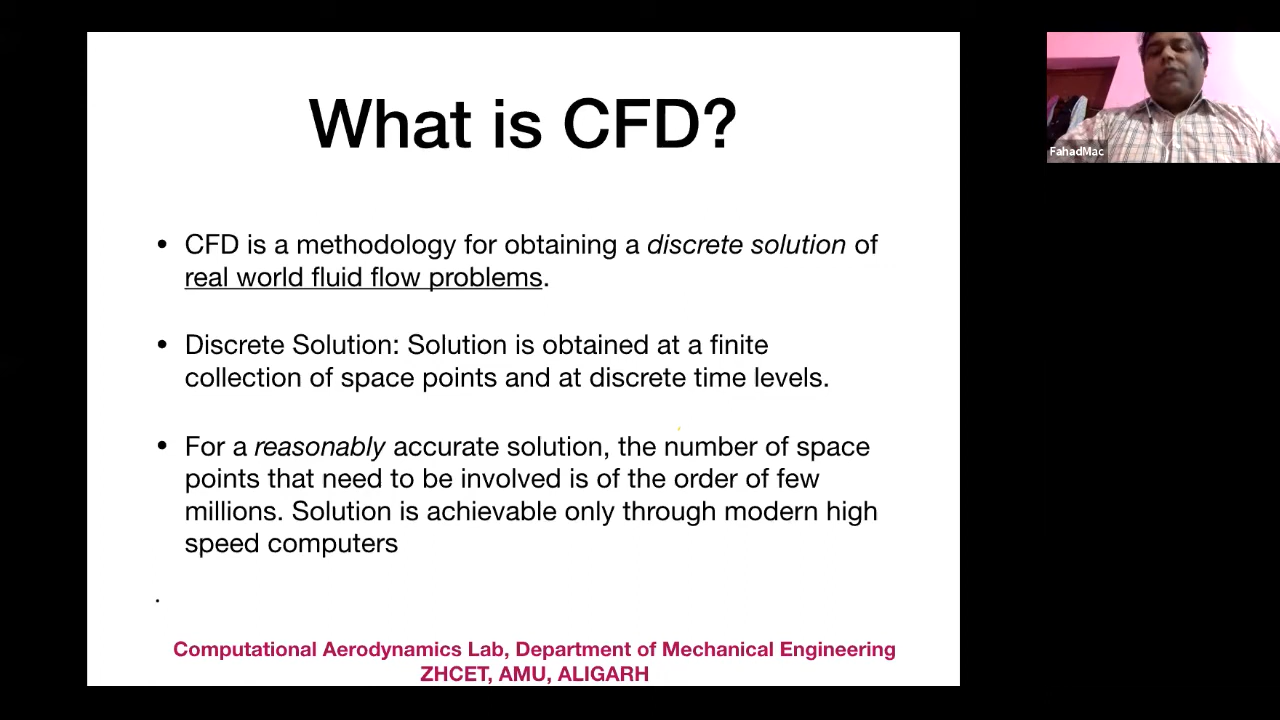 What is CFD?
• CFD is a methodology for obtaining a discrete solution of
real world fluid flow problems.
• Discrete Solution: Solution is obtained at a finite
collection of space points and at discrete time levels.
• For a reasonably accurate solution, the number of space
points that need to be involved is of the order of few
millions. Solution is achievable only through modern high
speed computers
.
Computational Aerodynamics Lab, Department of Mechanical Engineering
ZHCET, AMU, ALIGARH
FahadMac